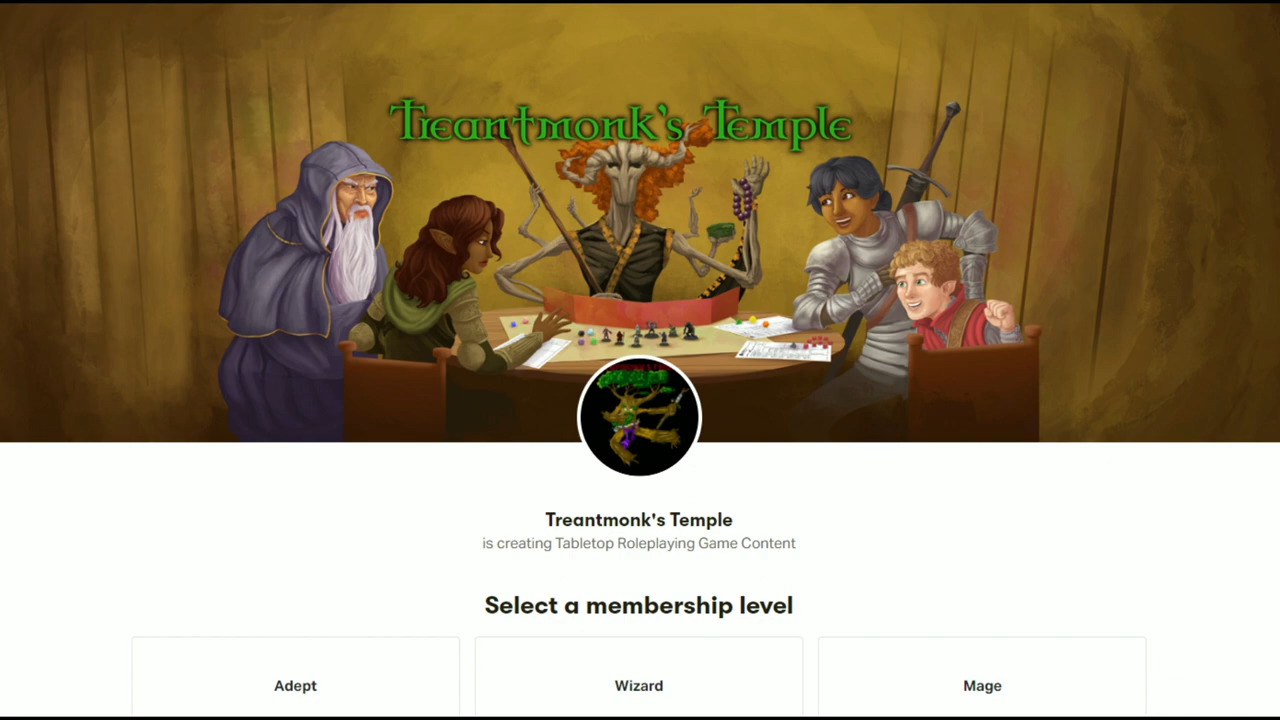 Treantmonk's Temple
Treantmonk's Temple
is creating Tabletop Roleplaying Game Content
Select a membership level
Adept
Wizard
Mage